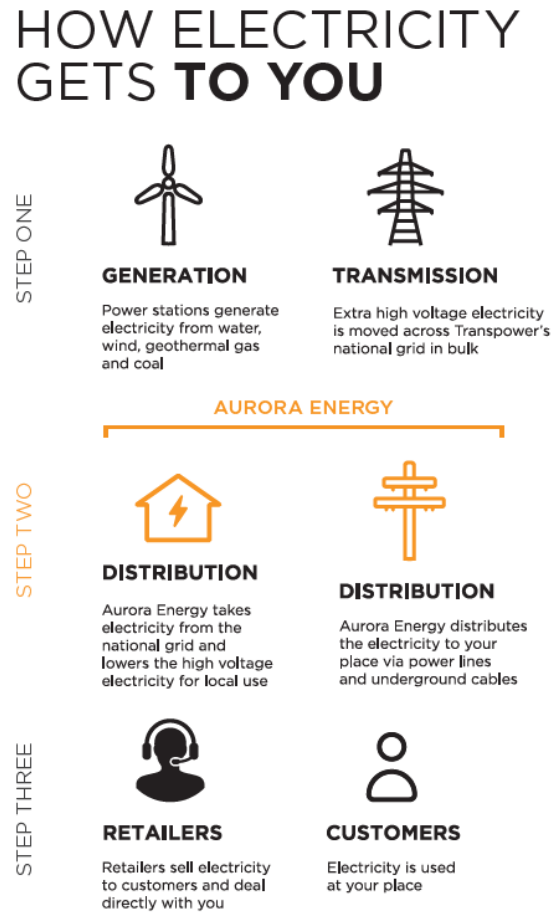 HOW ELECTRICITY
GETS TO YOU
STEP ONE
GENERATION
Power stations generate
electricity from water,
wind, geothermal gas
and coal
TRANSMISSION
Extra high voltage electricity
is moved across Transpower's
national grid in bulk
AURORA ENERGY
STEP TWO
DISTRIBUTION
Aurora Energy takes
electricity from the
national grid and
lowers the high voltage
electricity for local use
DISTRIBUTION
Aurora Energy distributes
the electricity to your
place via power lines
and underground cables
STEP THREE
RETAILERS
Retailers sell electricity
to customers and deal
directly with you
CUSTOMERS
Electricity is used
at your place